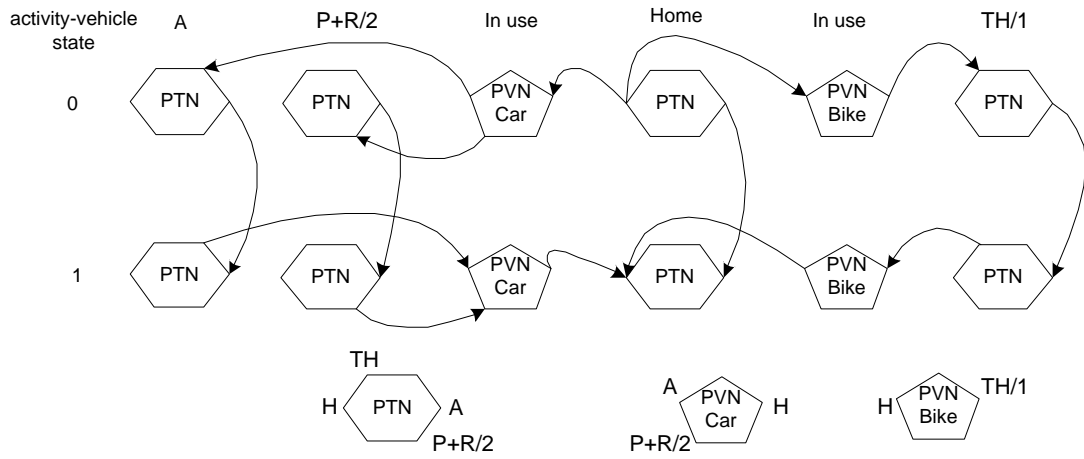 activity-vehicle
state
A
P+R/2
In use
Home
In use
TH/1
0
PTN
PTN
PVN
Car
PTN
PVN
Bike
PTN
1
PTN
PTN
PVN
Car
PTN
PVN
Bike
PTN
TH
H
PTN
A
P+R/2
A
PVN
Car
H
P+R/2
H
PVN
Bike
TH/1